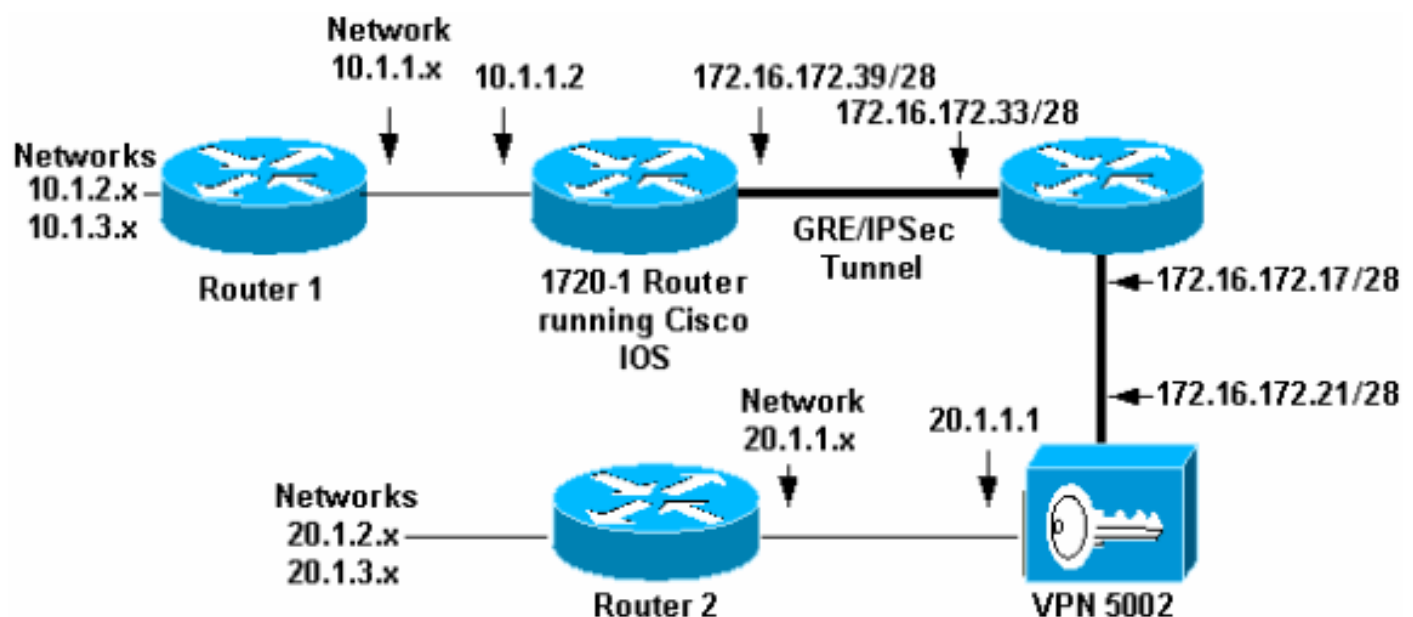 Network
10.1.1.x
10.1.1.2
172.16.172.39/28
172.16.172.33/28
Networks
10.1.2.x
10.1.3.x
GRE/IPSec
Tunnel
Router 1
1720-1 Router
running Cisco
IOS
172.16.172.17/28
172.16.172.21/28
Network
20.1.1.x
20.1.1.1
Networks
20.1.2.x
20.1.3.x
Router 2
VPN 5002